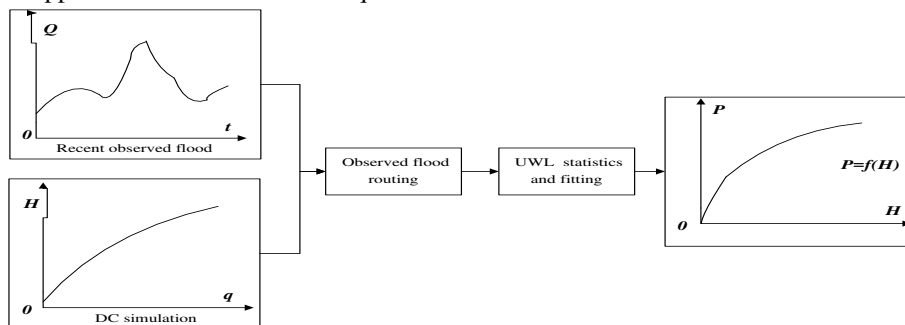 Q
0
t
Recent observed flood
H
0
q
DC simulation
Observed flood
routing
UWL statistics
and fitting
P
P=f(H)
0
H